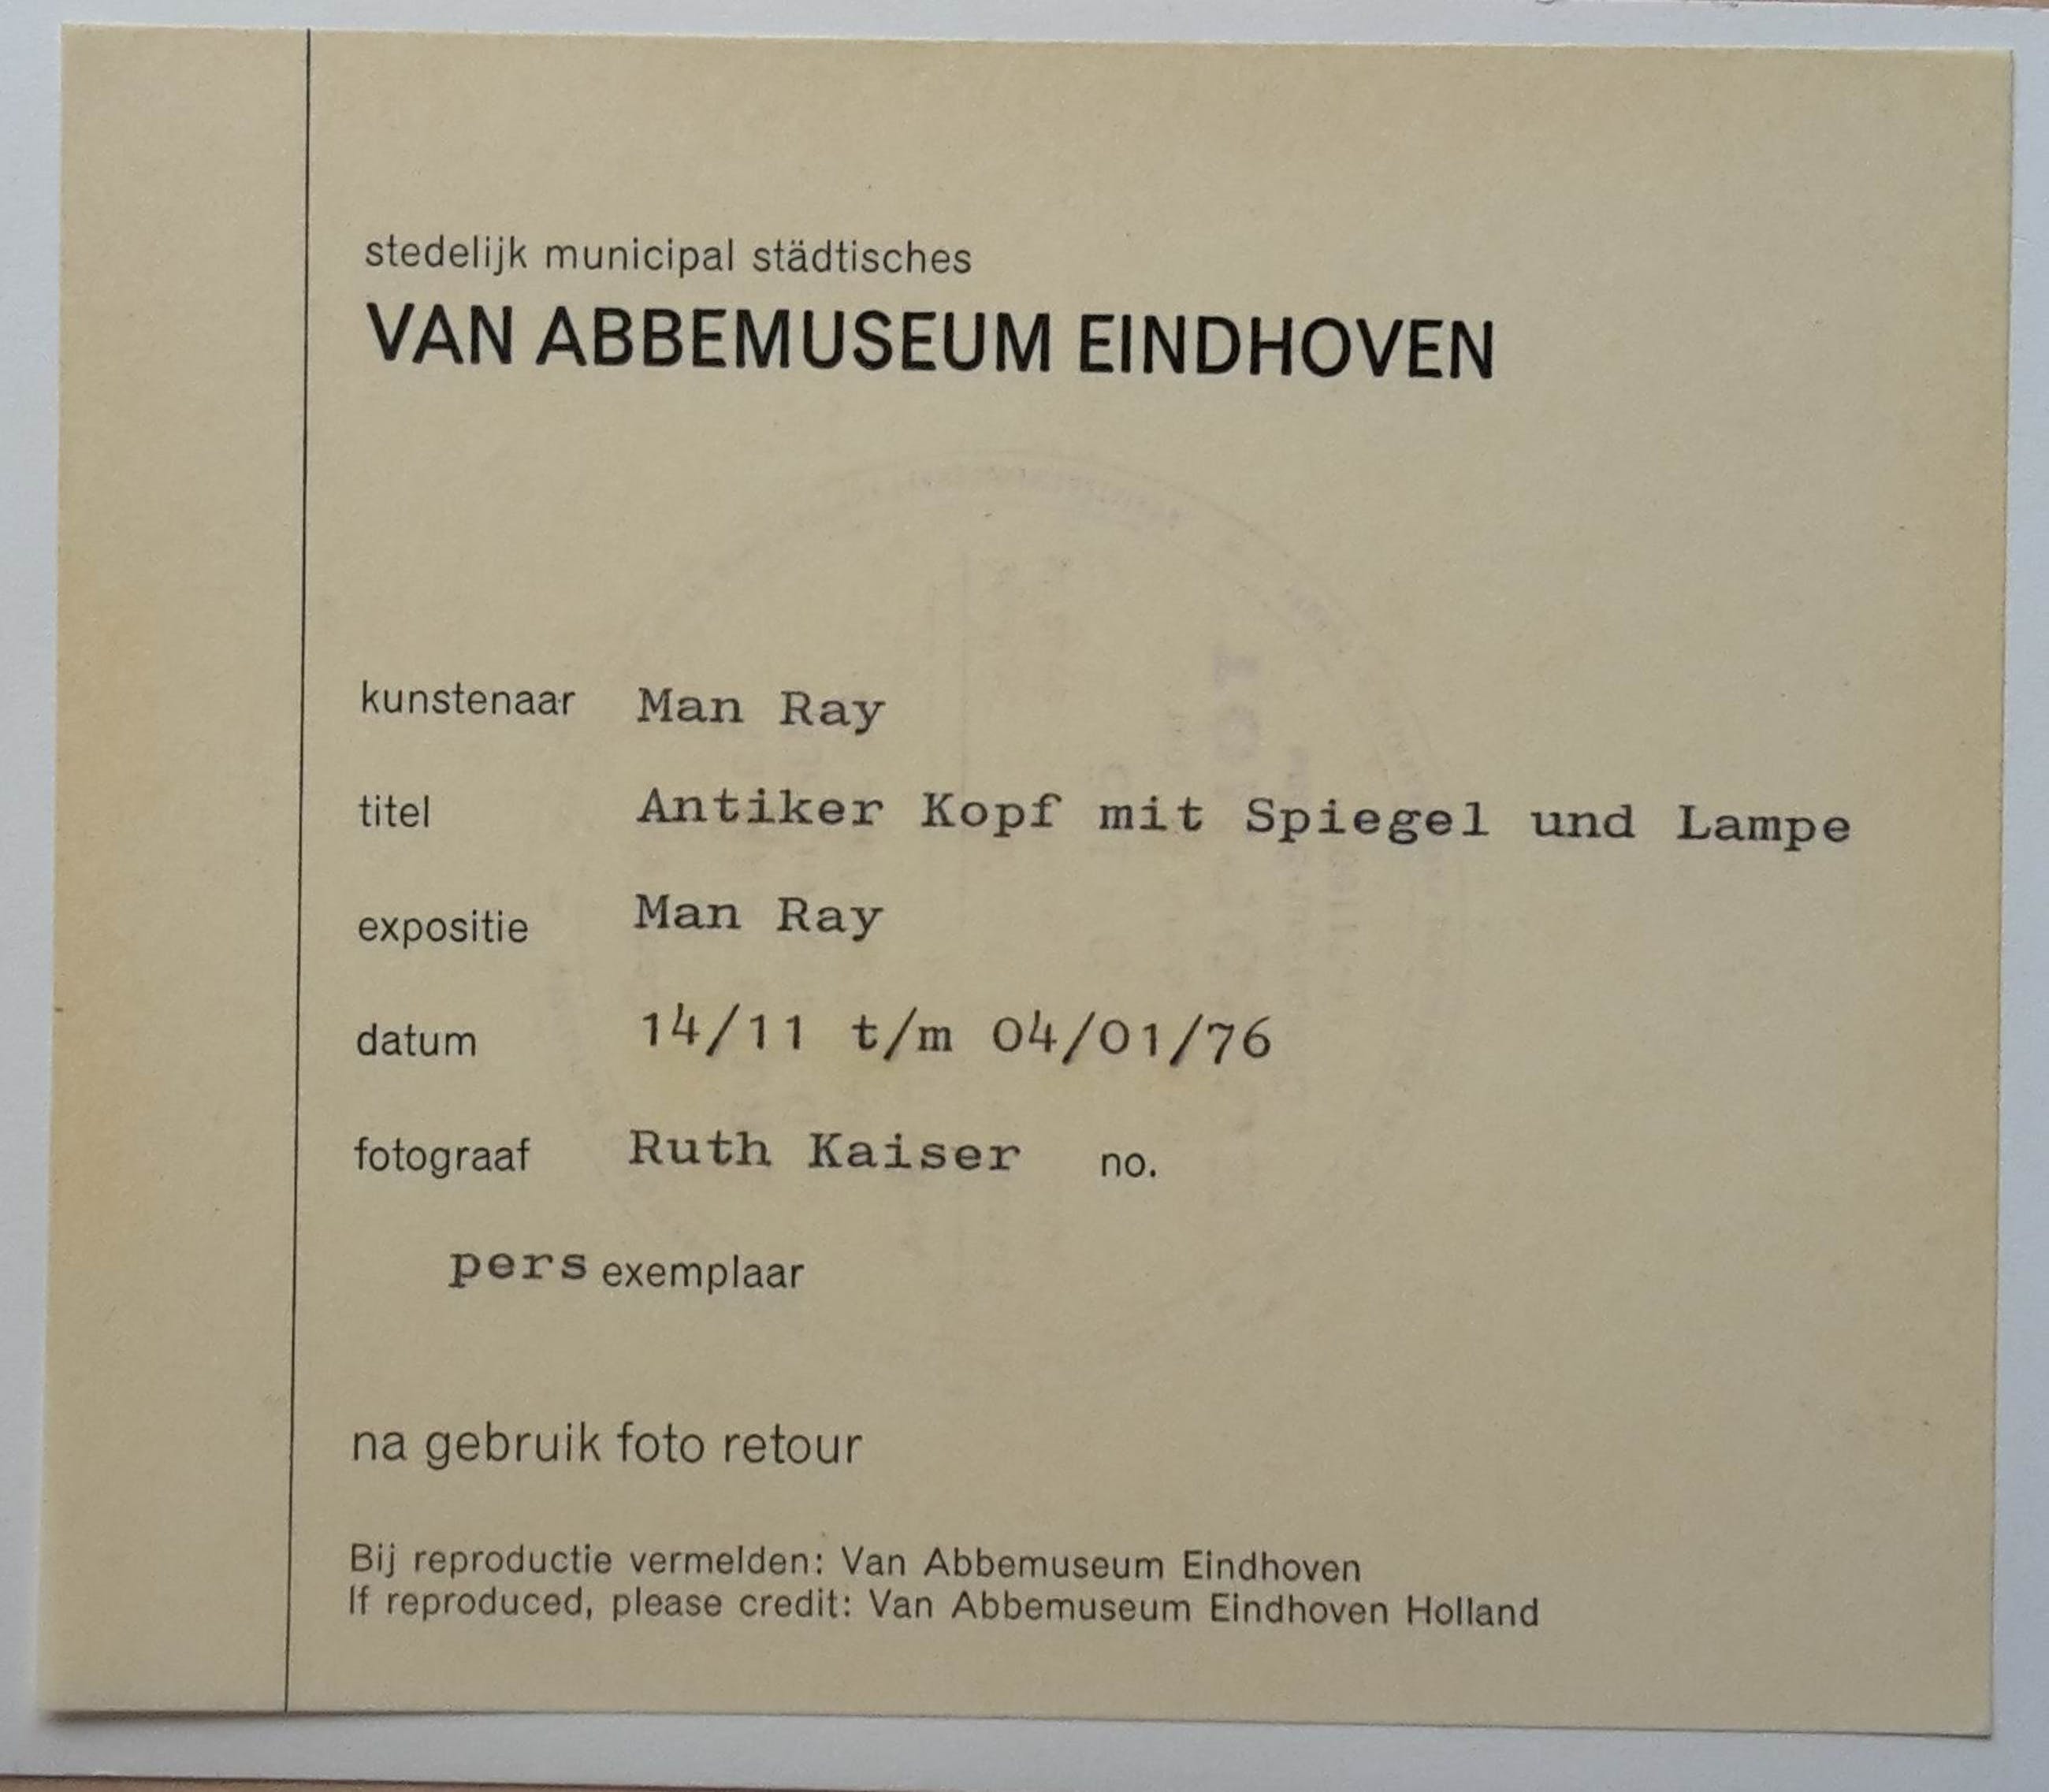 stedelijk municipal städtisches
VAN ABBEMUSEUM EINDHOVEN
kunstenaar Man Ray
titel Antiker Kopf mit Spiegel und Lampe
expositie Man Ray
datum 14/11 t/m 04/01/76
fotograaf Ruth Kaiser no.
pers exemplaar
na gebruik foto retour
Bij reproductie vermelden: Van Abbemuseum Eindhoven
If reproduced, please credit: Van Abbemuseum Eindhoven Holland